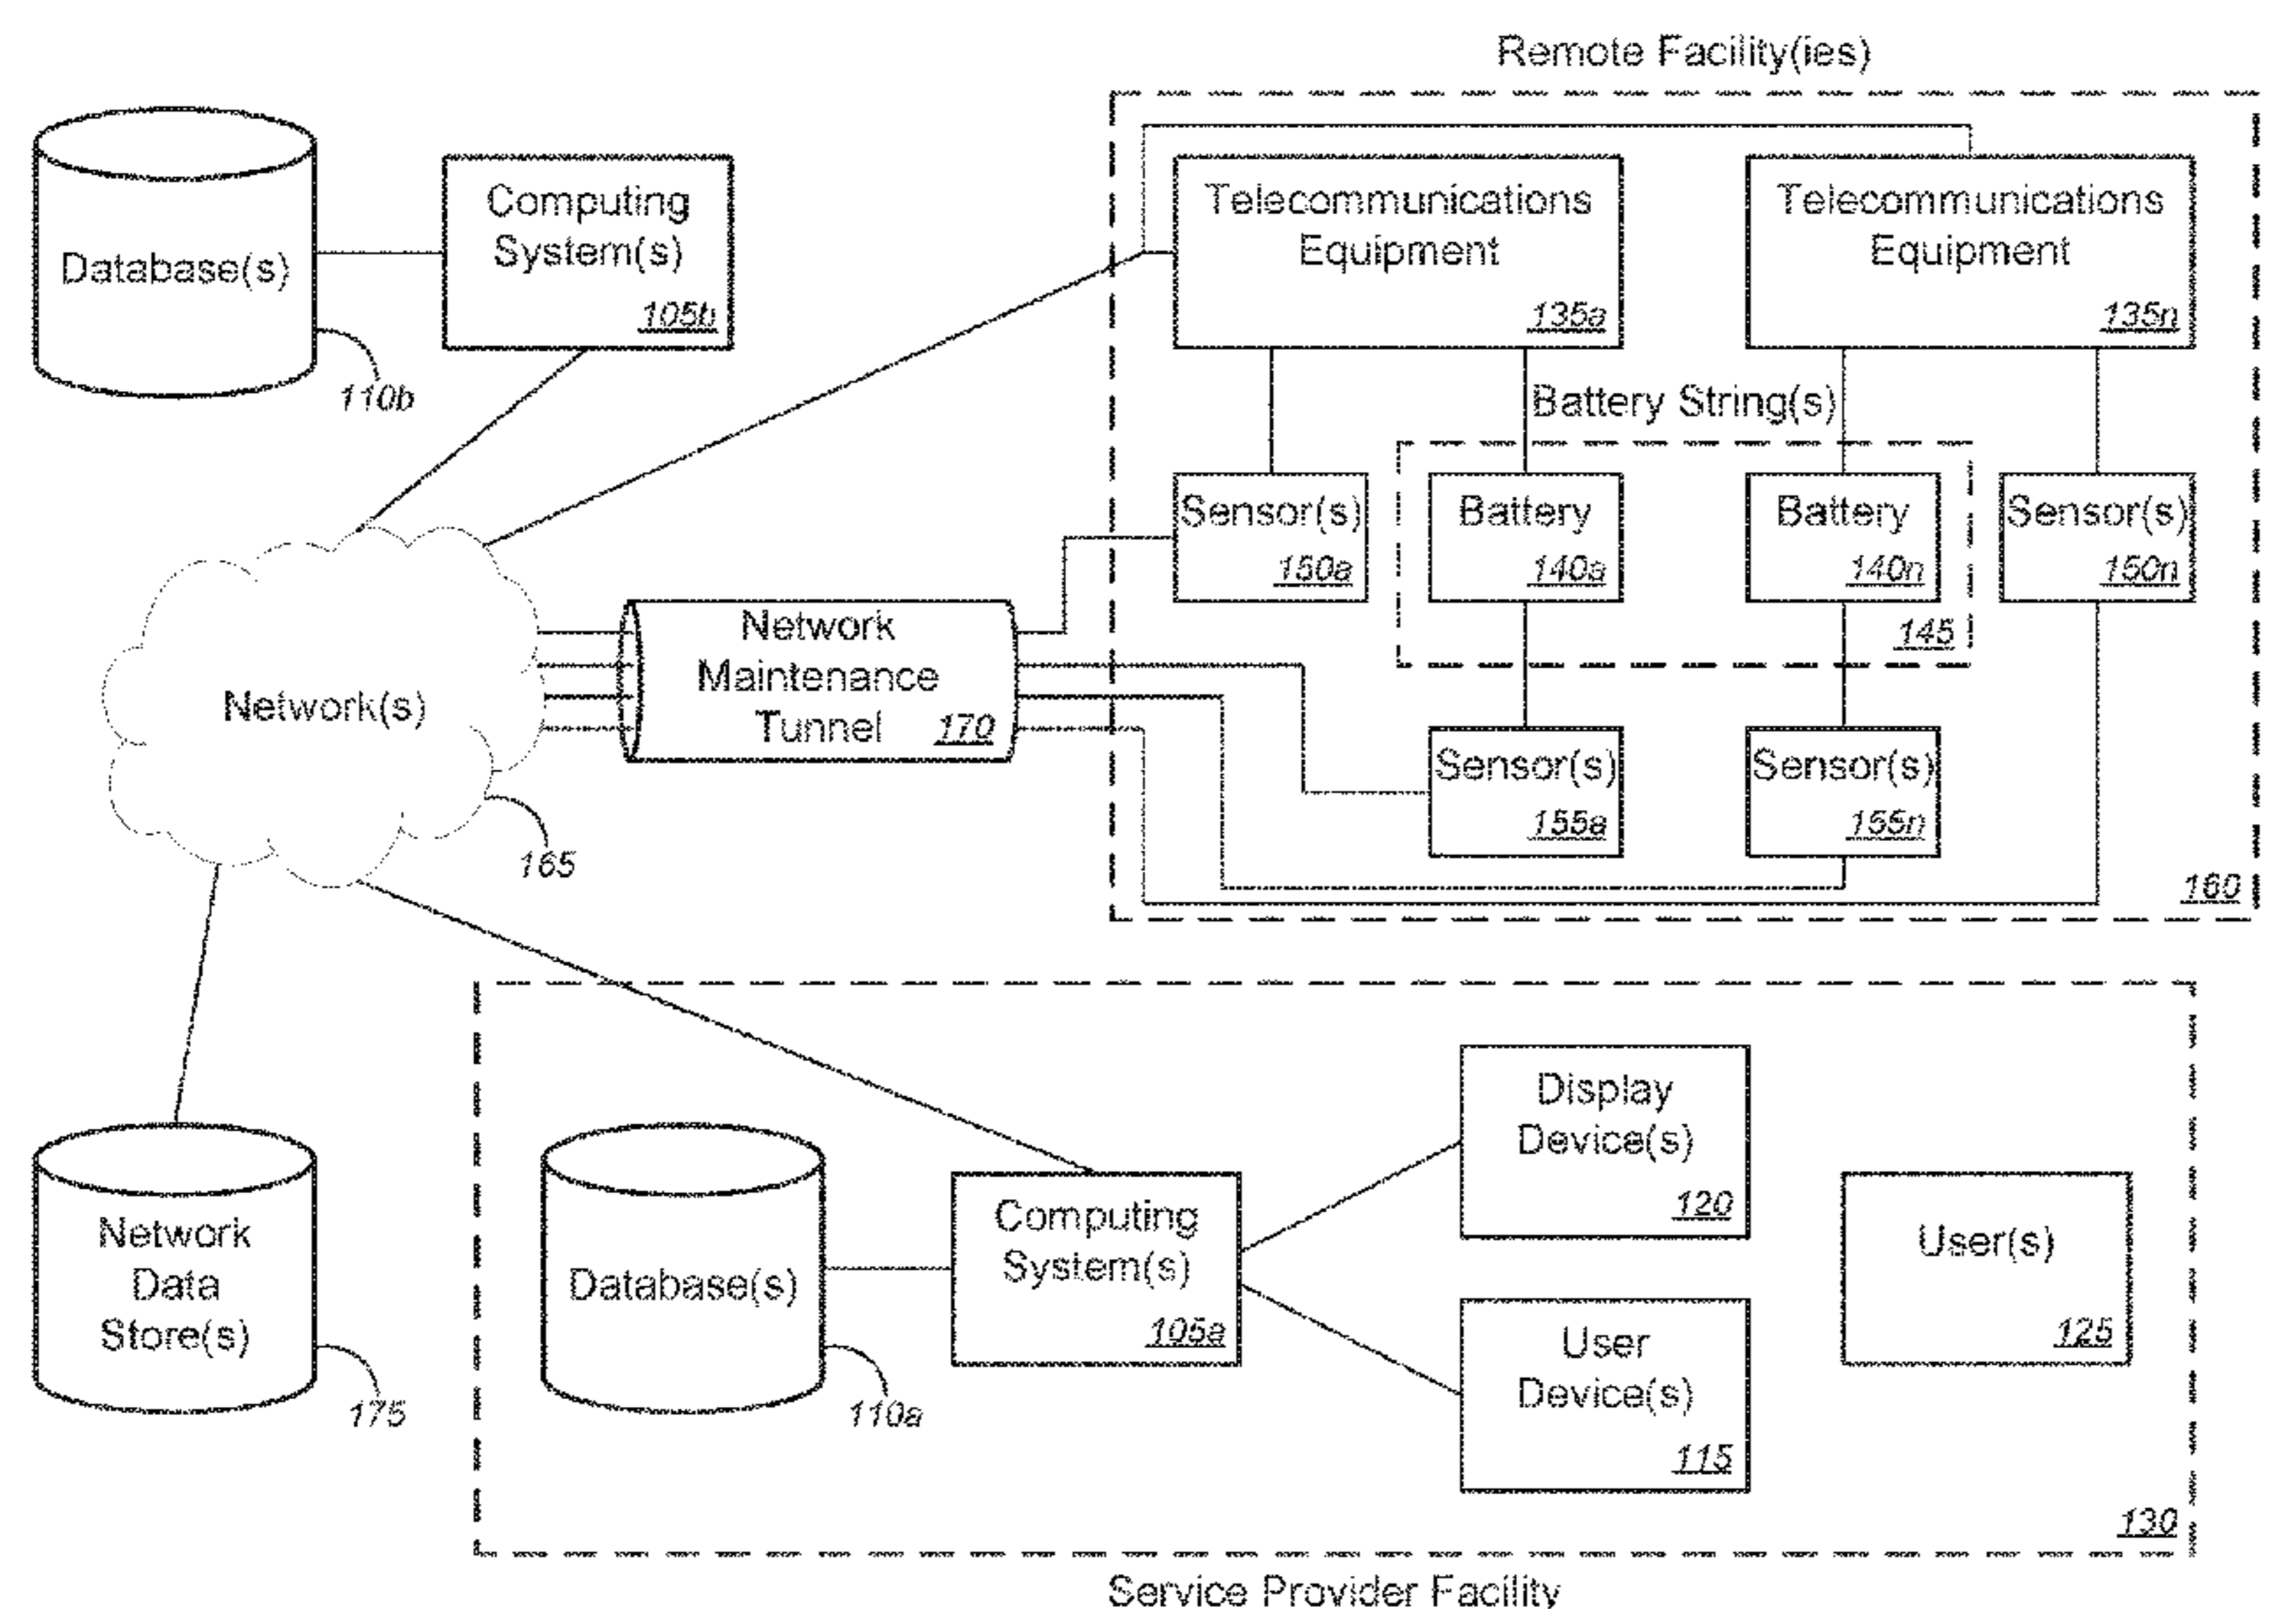 Remote Facility(ies)
Database(s)
110b
Computing
System(s)
105b
Telecommunications
Equipment
135a
Telecommunications
Equipment
135n
Battery String(s)
Sensor(s)
150a
Battery
140a
Battery
140n
Sensor(s)
150n
145
Network(s)
165
Network
Maintenance
Tunnel
170
Sensor(s)
155a
Sensor(s)
155n
160
Network
Data
Store(s)
175
Database(s)
110a
Computing
System(s)
105a
Display
Device(s)
120
User
Device(s)
115
User(s)
125
130
Service Provider Facility